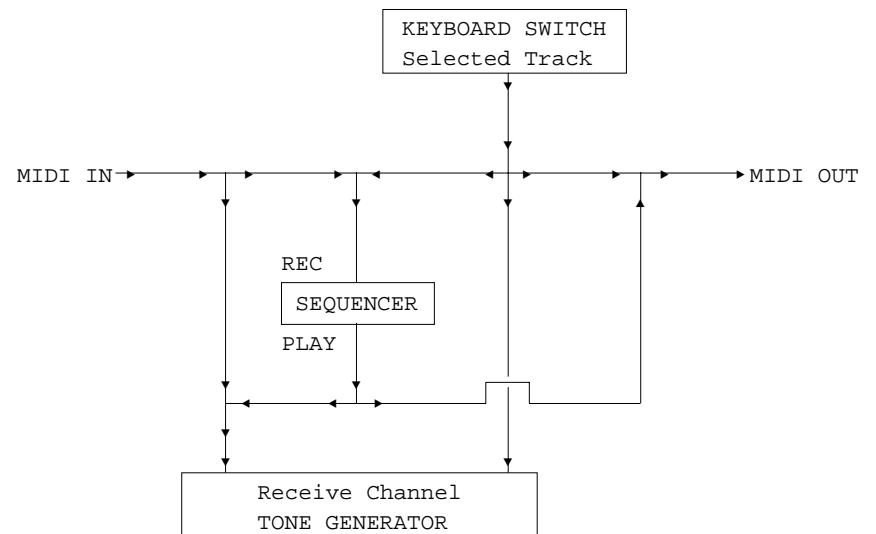 KEYBOARD SWITCH
Selected Track
MIDI IN
MIDI OUT
REC
SEQUENCER
PLAY
Receive Channel
TONE GENERATOR